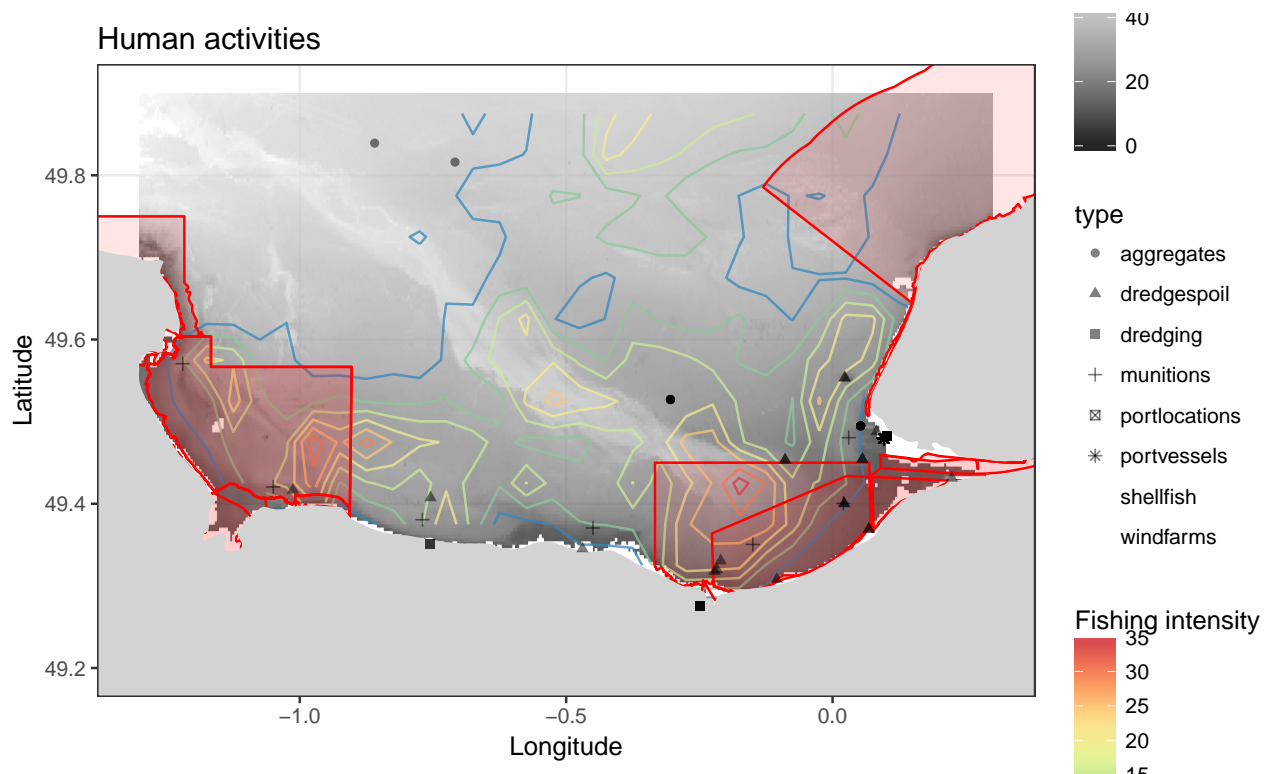 Human activities
49.8
49.6
49.4
49.2
−1.0
−0.5
0.0
Longitude
Latitude
40
20
0
type
aggregates
dredgespoil
dredging
munitions
portlocations
portvessels
shellfish
windfarms
Fishing intensity
35
30
25
20
15